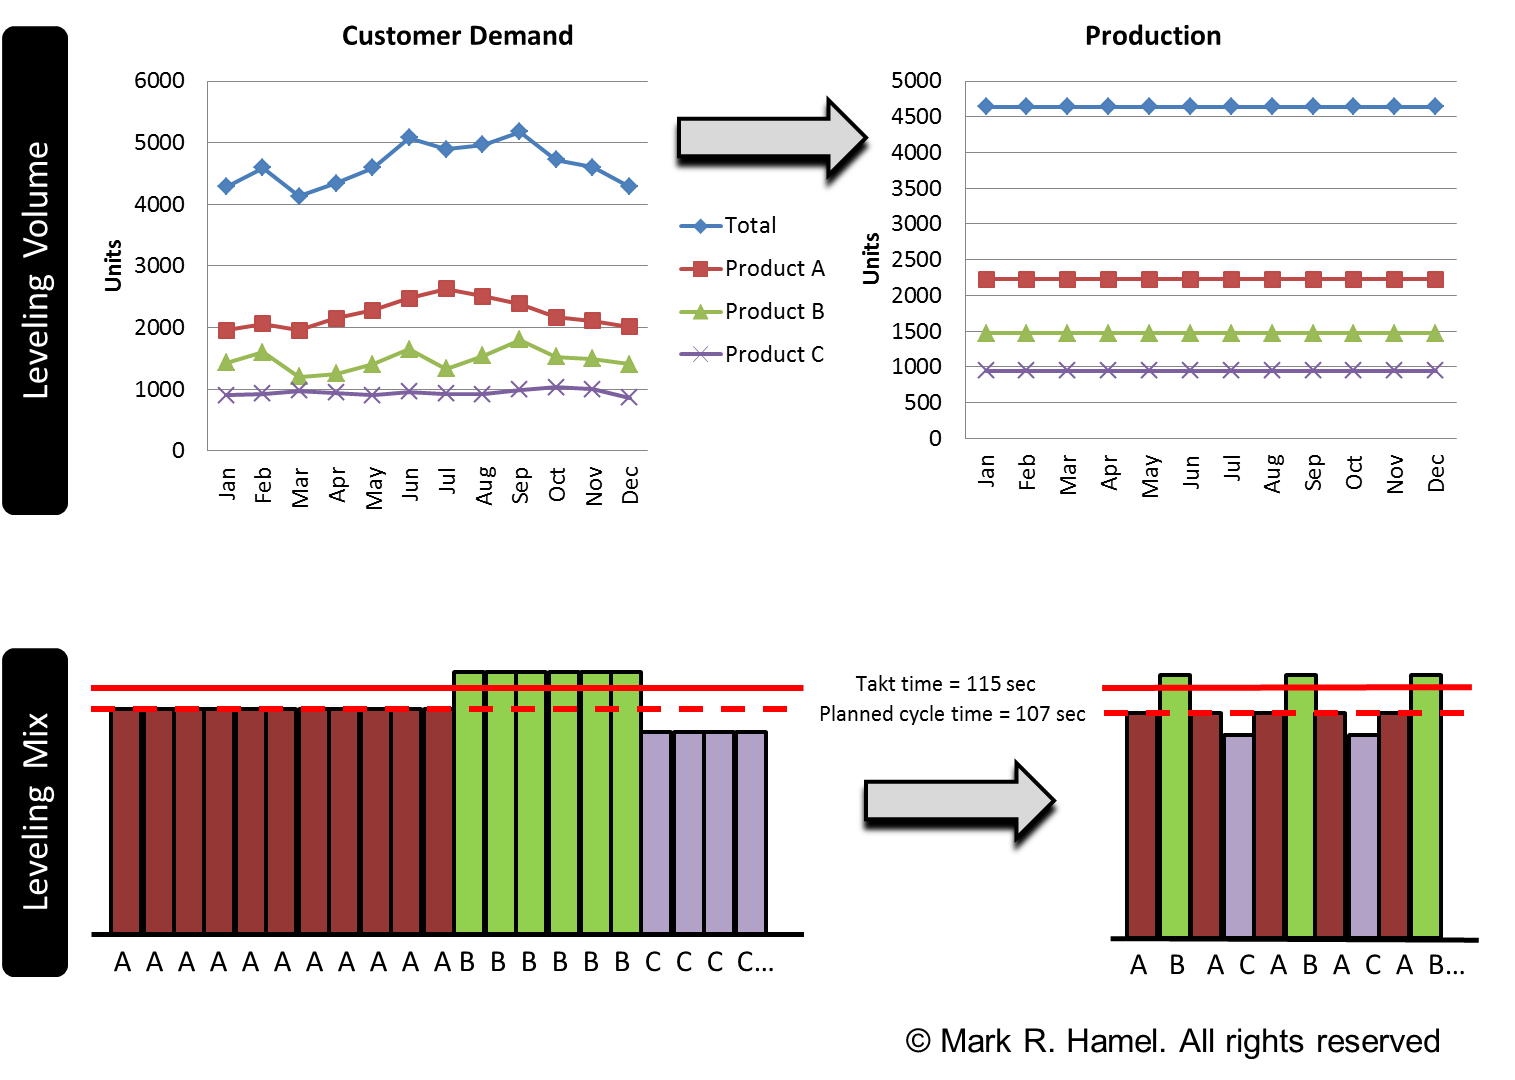 Leveling Volume
Customer Demand
6000
5000
4000
3000
2000
1000
0
Units
Jan Feb Mar Apr May Jun Jul Aug Sep Oct Nov Dec
Total
Product A
Product B
Product C
Production
5000
4500
4000
3500
3000
2500
2000
1500
1000
500
0
Units
Jan Feb Mar Apr May Jun Jul Aug Sep Oct Nov Dec
Leveling Mix
Takt time = 115 sec
Planned cycle time = 107 sec
A A A A A A A A A A A B B B B B B C C C C...
A B A C A B A C A B...
© Mark R. Hamel. All rights reserved